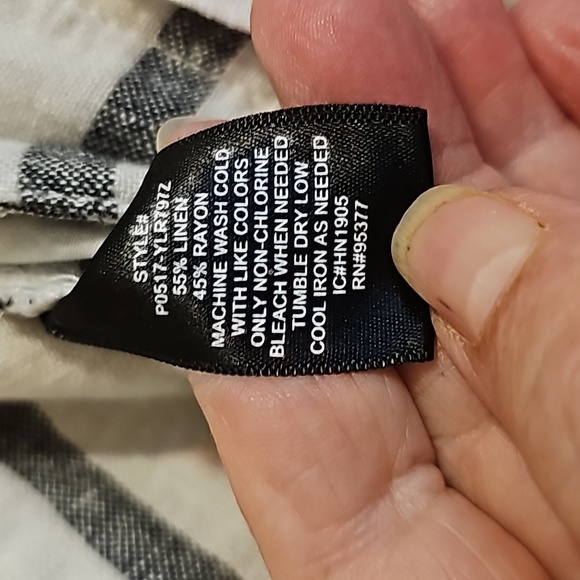 STYLE#
P0517-YLR797Z
55% LINEN
45% RAYON
MACHINE WASH COLD
WITH LIKE COLORS
ONLY NON-CHLORINE
BLEACH WHEN NEEDED
TUMBLE DRY LOW
COOL IRON AS NEEDED
IC#HN1905
RN#95377